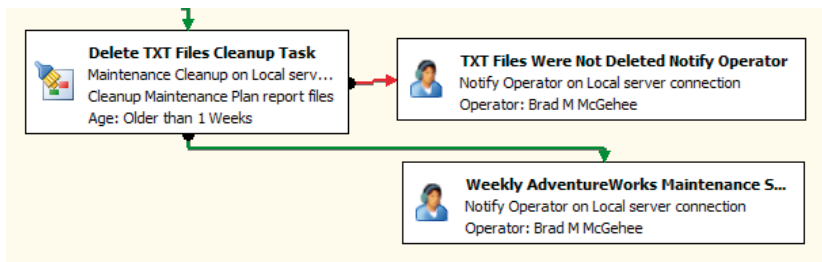 Delete TXT Files Cleanup Task
Maintenance Cleanup on Local serv...
Cleanup Maintenance Plan report files
Age: Older than 1 Weeks
TXT Files Were Not Deleted Notify Operator
Notify Operator on Local server connection
Operator: Brad M McGehee
Weekly AdventureWorks Maintenance S...
Notify Operator on Local server connection
Operator: Brad M McGehee